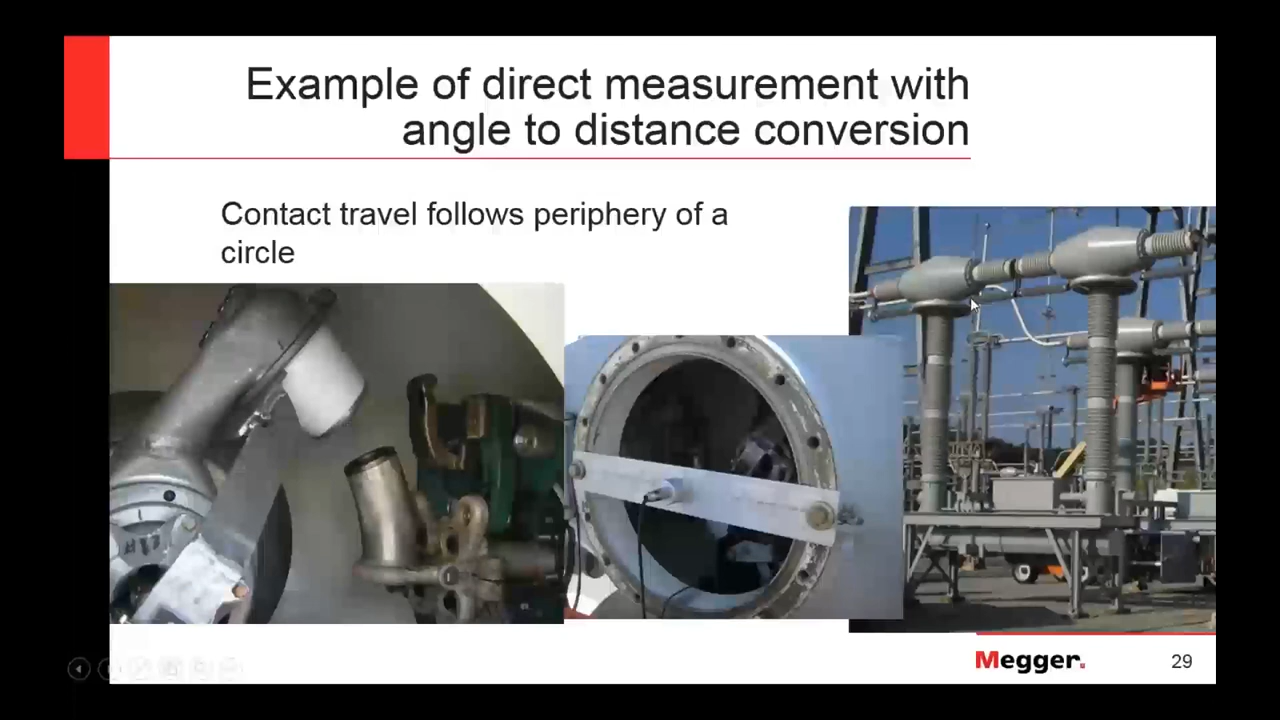 Example of direct measurement with
angle to distance conversion
Contact travel follows periphery of a
circle
Megger.
29